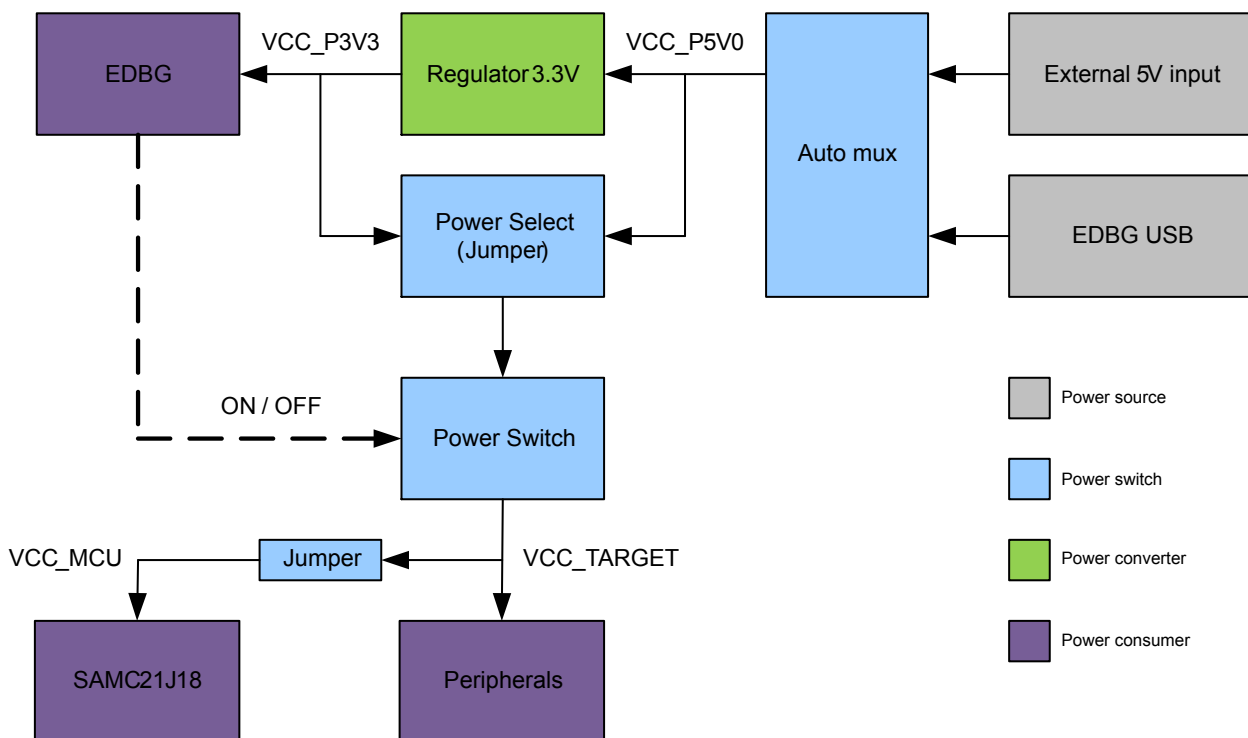 VCC_P3V3
VCC_P5V0
EDBG
Regulator 3.3V
External 5V input
Auto mux
Power Select
(Jumper)
EDBG USB
ON / OFF
Power Switch
Power source
Power switch
VCC_MCU
Jumper
VCC_TARGET
Power converter
Power consumer
SAMC21J18
Peripherals